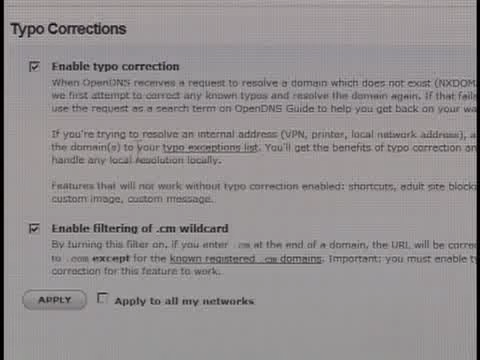 Typo Corrections
Enable typo correction
When OpenDNS receives a request to resolve a domain which does not exist (NXDOM
we first attempt to correct any known typos and resolve the domain again. If that fails
use the request as a search term on OpenDNS Guide to help you get back on your wa
If you're trying to resolve an internal address (VPN, printer, local network address), a
the domain(s) to your typo exceptions list. You'll get the benefits of typo correction an
handle any local resolution locally.
Features that will not work without typo correction enabled: shortcuts, adult site block
custom image, custom message.
Enable filtering of .cm wildcard
By turning this filter on, if you enter .cm at the end of a domain, the URL will be corre
to .com except for the known registered .cm domains. Important: you must enable ty
correction for this feature to work.
APPLY Apply to all my networks